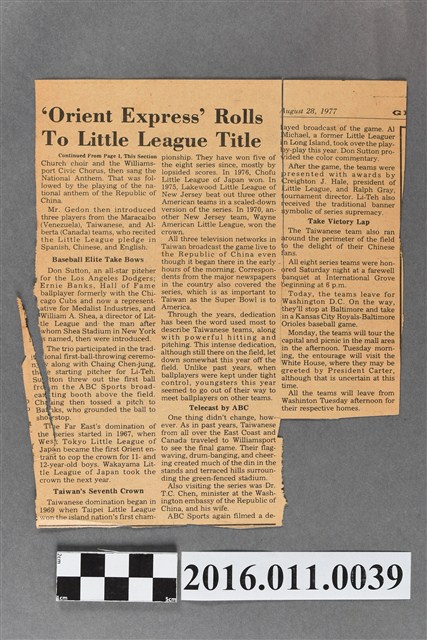 'Orient Express' Rolls
To Little League Title
Continued From Page 1, This Section
Church choir and the Williams-
port Civic Chorus, then sang the
National Anthem. That was fol-
lowed by the playing of the na-
tional anthem of the Republic of
China.
Mr. Gedon then introduced
three players from the Maracaibo
(Venezuela), Taiwanese, and Al-
berta (Canada) teams, who recited
the Little League pledge in
Spanish, Chinese, and English.
Baseball Elite Take Bows
Don Sutton, an all-star pitcher
for the Los Angeles Dodgers;
Ernie Banks, Hall of Fame
ballplayer formerly with the Chi-
cago Cubs and now a represent-
ative for Medalist Industries, and
William A. Shea, a director of Lit-
tle League and the man after
whom Shea Stadium in New York
is named, then were introduced.
The trio participated in the trad-
itional first-ball-throwing ceremo-
ny along with Chaing Chen-jung,
the starting pitcher for Li-Teh.
Sutton threw out the first ball
from the ABC Sports broad-
casting booth above the field.
Ching then tossed a pitch to
Banks, who grounded the ball to
shortstop.
The Far East's domination of
the series started in 1967, when
West Tokyo Little League of
Japan became the first Orient en-
trant to cop the crown for 11- and
12-year-old boys. Wakayama Lit-
tle League of Japan took the
crown the next year.
Taiwan's Seventh Crown
Taiwanese domination began in
1969 when Taipei Little League
won the island nation's first cham-
pionship. They have won five of
the eight series since, mostly by
lopsided scores. In 1976, Chofu
Little League of Japan won. In
1975, Lakewood Little League of
New Jersey beat out three other
American teams in a scaled-down
version of the series. In 1970, an-
other New Jersey team, Wayne
American Little League, won the
crown.
All three television networks in
Taiwan broadcast the game live to
the Republic of China even
though it began there in the early
hours of the morning. Correspon-
dents from the major newspapers
in the country also covered the
series, which is as important to
Taiwan as the Super Bowl is to
America.
Through the years, dedication
has been the word used most to
describe Taiwanese teams, along
with powerful hitting and
pitching. This intense dedication,
although still there on the field, let
down somewhat this year off the
field. Unlike past years, when
ballplayers were kept under tight
control, youngsters this year
seemed to go out of their way to
meet ballplayers on other teams.
Telecast by ABC
One thing didn't change, how-
ever. As in past years, Taiwanese
from all over the East Coast and
Canada traveled to Williamsport
to see the final game. Their flag-
waving, drum-banging, and cheer-
ing created much of the din in the
stands and terraced hills surroun-
ding the green-fenced stadium.
Also visiting the series was Dr.
T.C. Chen, minister at the Wash-
ington embassy of the Republic of
China, and his wife.
ABC Sports again filmed a de-
August 28, 1977
layed broadcast of the game. Al
Michael, a former Little Leaguer
in Long Island, took over the play-
by-play this year. Don Sutton pro-
vided the color commentary.
After the game, the teams were
presented with awards by
Creighton J. Hale, president of
Little League, and Ralph Gray,
tournament director. Li-Teh also
received the traditional banner
symbolic of series supremacy.
Take Victory Lap
The Taiwanese team also ran
around the perimeter of the field
to the delight of their Chinese
fans.
All eight series teams were hon-
ored Saturday night at a farewell
banquet at International Grove
beginning at 6 p.m.
Today, the teams leave for
Washington D.C. On the way,
they'll stop at Baltimore and take
in a Kansas City Royals-Baltimore
Orioles baseball game.
Monday, the teams will tour the
capital and picnic in the mall area
in the afternoon. Tuesday morn-
ing, the entourage will visit the
White House, where they may be
greeted by President Carter,
although that is uncertain at this
time.
All the teams will leave from
Washinton Tuesday afternoon for
their respective homes.
2cm
1cm
5cm
2016.011.0039